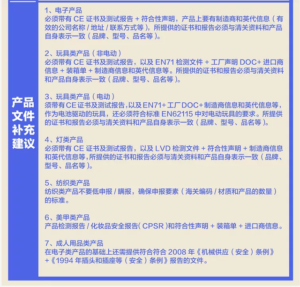 产品
文件
补充
建议
1、电子产品
必须带有 CE 证书及测试报告 + 符合性声明，产品上要有制造商和英代信息（有
效的公司名称 / 地址 / 联系方式等），所提供的证书和报告必须与清关资料和产品
自身表示一致（品牌、型号、品名等）。
2、玩具类产品（非电动）
必须带有 CE 证书及测试报告，以及 EN71 检测文件 + 工厂声明 DOC+ 进口商
信息 + 装箱单 + 制造商信息和英代信息等，所提供的证书和报告必须与清关资料
和产品自身表示一致（品牌、型号、品名等）。
3、玩具类产品（电动）
须带有 CE 证书及测试报告，以及EN71+ 工厂DOC+制造商信息和英代信息等，
作为电池驱动的玩具，还必须符合标准 EN62115 中对电动玩具的要求。所提供
的证书和报告必须与清关资料和产品自身表示一致（品牌、型号、品名等）。
4、灯类产品
必须带有 CE 证书及测试报告，以及 LVD 检测文件 + 符合性声明 + 制造商信息
和英代信息等，所提供的证书和报告必须与清关资料和产品自身表示一致（品牌、
型号、品名等）。
5、纺织类产品
纺织类产品不要低申报 / 瞒报，确保申报要素（海关编码 / 材质和产品的数量）
的标准。
6、美甲类产品
产品检测报告 / 化妆品安全报告( CPSR )和符合性声明 + 装箱单 + 进口商信息。
7、成人用品类产品
在电子类产品的基础上还需提供符合 2008 年《机械供应（安全）条例》
+《1994 年插头和插座等（安全）条例》报告的文件。